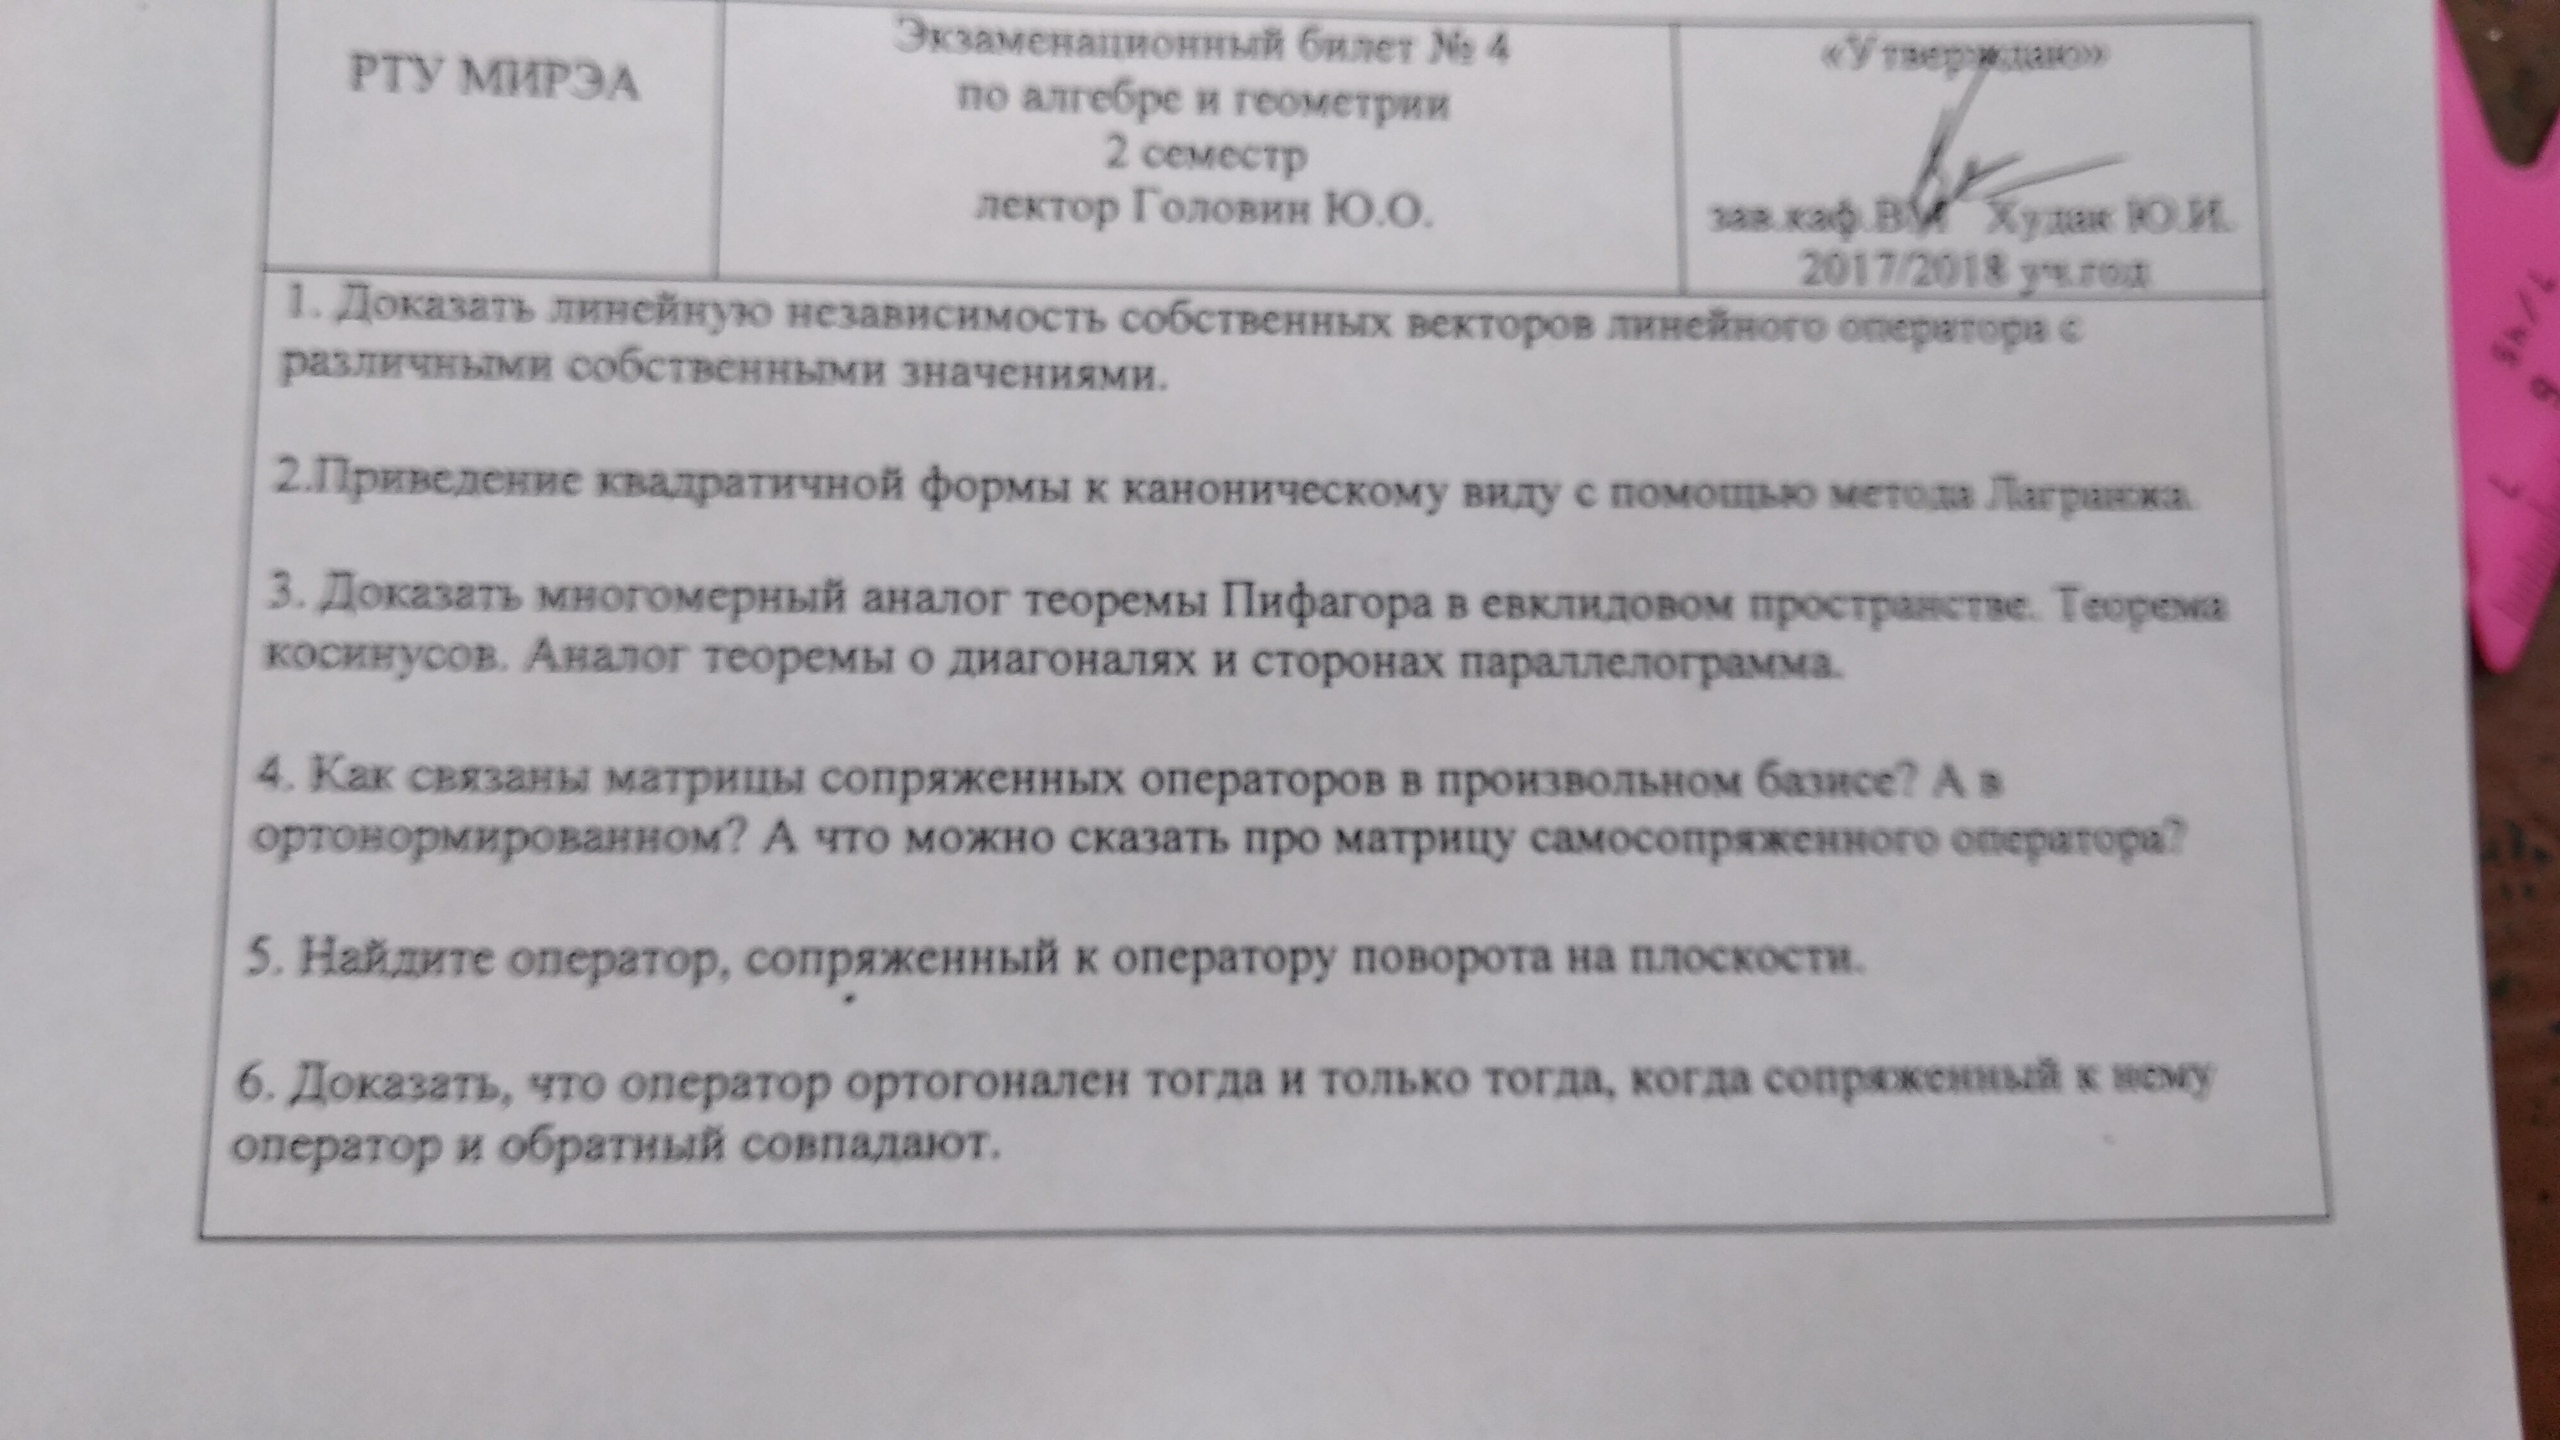 РТУ МИРЭА
Экзаменационный билет № 4
по алгебре и геометрии
2 семестр
лектор Головин Ю.О.
«Утверждаю»
зав.каф.ВМ Худак Ю.И.
2017/2018 уч.год
1. Доказать линейную независимость собственных векторов линейного оператора с
различными собственными значениями.
2.Приведение квадратичной формы к каноническому виду с помощью метода Лагранжа.
3. Доказать многомерный аналог теоремы Пифагора в евклидовом пространстве. Теорема
косинусов. Аналог теоремы о диагоналях и сторонах параллелограмма.
4. Как связаны матрицы сопряженных операторов в произвольном базисе? А в
ортонормированном? А что можно сказать про матрицу самосопряженного оператора?
5. Найдите оператор, сопряженный к оператору поворота на плоскости.
6. Доказать, что оператор ортогонален тогда и только тогда, когда сопряженный к нему
оператор и обратный совпадают.